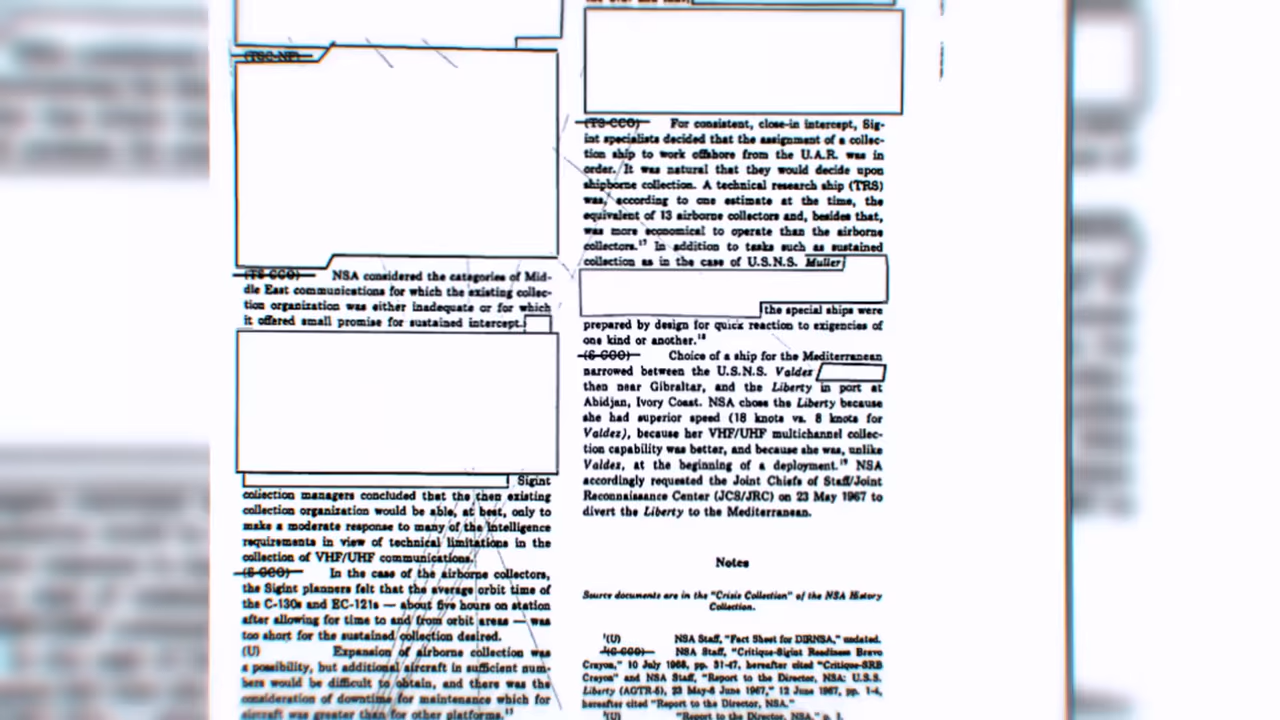 (TSC-NF)
(TS-CCO) NSA considered the categories of Mid-
dle East communications for which the existing collec-
tion organization was either inadequate or for which
it offered small promise for sustained intercept.
Sigint
collection managers concluded that the then existing
collection organization would be able, at best, only to
make a moderate response to many of the intelligence
requirements in view of technical limitations in the
collection of VHF/UHF communications.
(S-CCO) In the case of the airborne collectors,
the Sigint planners felt that the average orbit time of
the C-130s and EC-121s — about five hours on station
after allowing for time to and from orbit areas — was
too short for the sustained collection desired.
(U) Expansion of airborne collection was
a possibility, but additional aircraft in sufficient num-
bers would be difficult to obtain, and there was the
consideration of downtime for maintenance which for
aircraft was greater than for other platforms.
(TS-CCO) For consistent, close-in intercept, Sig-
int specialists decided that the assignment of a collec-
tion ship to work offshore from the U.A.R. was in
order. It was natural that they would decide upon
shipborne collection. A technical research ship (TRS)
was, according to one estimate at the time, the
equivalent of 13 airborne collectors and, besides that,
was more economical to operate than the airborne
collectors.17 In addition to tasks such as sustained
collection as in the case of U.S.N.S. Muller
the special ships were
prepared by design for quick reaction to exigencies of
one kind or another.18
(S-CCO) Choice of a ship for the Mediterranean
narrowed between the U.S.N.S. Valdez
then near Gibraltar, and the Liberty in port at
Abidjan, Ivory Coast. NSA chose the Liberty because
she had superior speed (18 knots vs. 8 knots for
Valdez), because her VHF/UHF multichannel collec-
tion capability was better, and because she was, unlike
Valdez, at the beginning of a deployment.19 NSA
accordingly requested the Joint Chiefs of Staff/Joint
Reconnaissance Center (JCS/JRC) on 23 May 1967 to
divert the Liberty to the Mediterranean.
Notes
Source documents are in the "Crisis Collection" of the NSA History
Collection.
1(U) NSA Staff, "Fact Sheet for DIRNSA," undated.
NSA Staff, "Critique-Sigint Readiness Bravo
Crayon," 10 July 1968, pp. 31-47, hereafter cited "Critique-SRB
Crayon" and NSA Staff, "Report to the Director, NSA: U.S.S.
Liberty (AGTR-5), 23 May-8 June 1967," 12 June 1967, pp. 1-4,
hereafter cited "Report to the Director, NSA."
(U) "Report to the Director, NSA," p. 1.